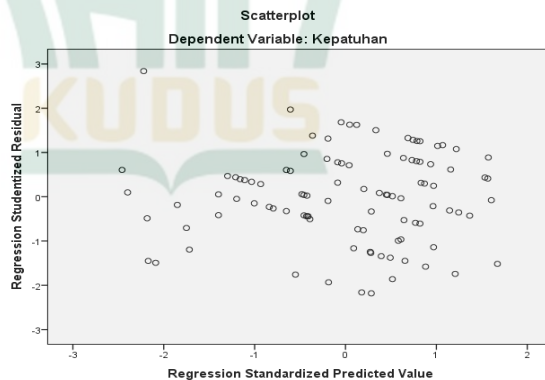 Scatterplot
Dependent Variable: Kepatuhan
KUDUS
Regression Studentized Residual
3
2
1
0
-1
-2
-3
-3
-2
-1
0
1
2
Regression Standardized Predicted Value